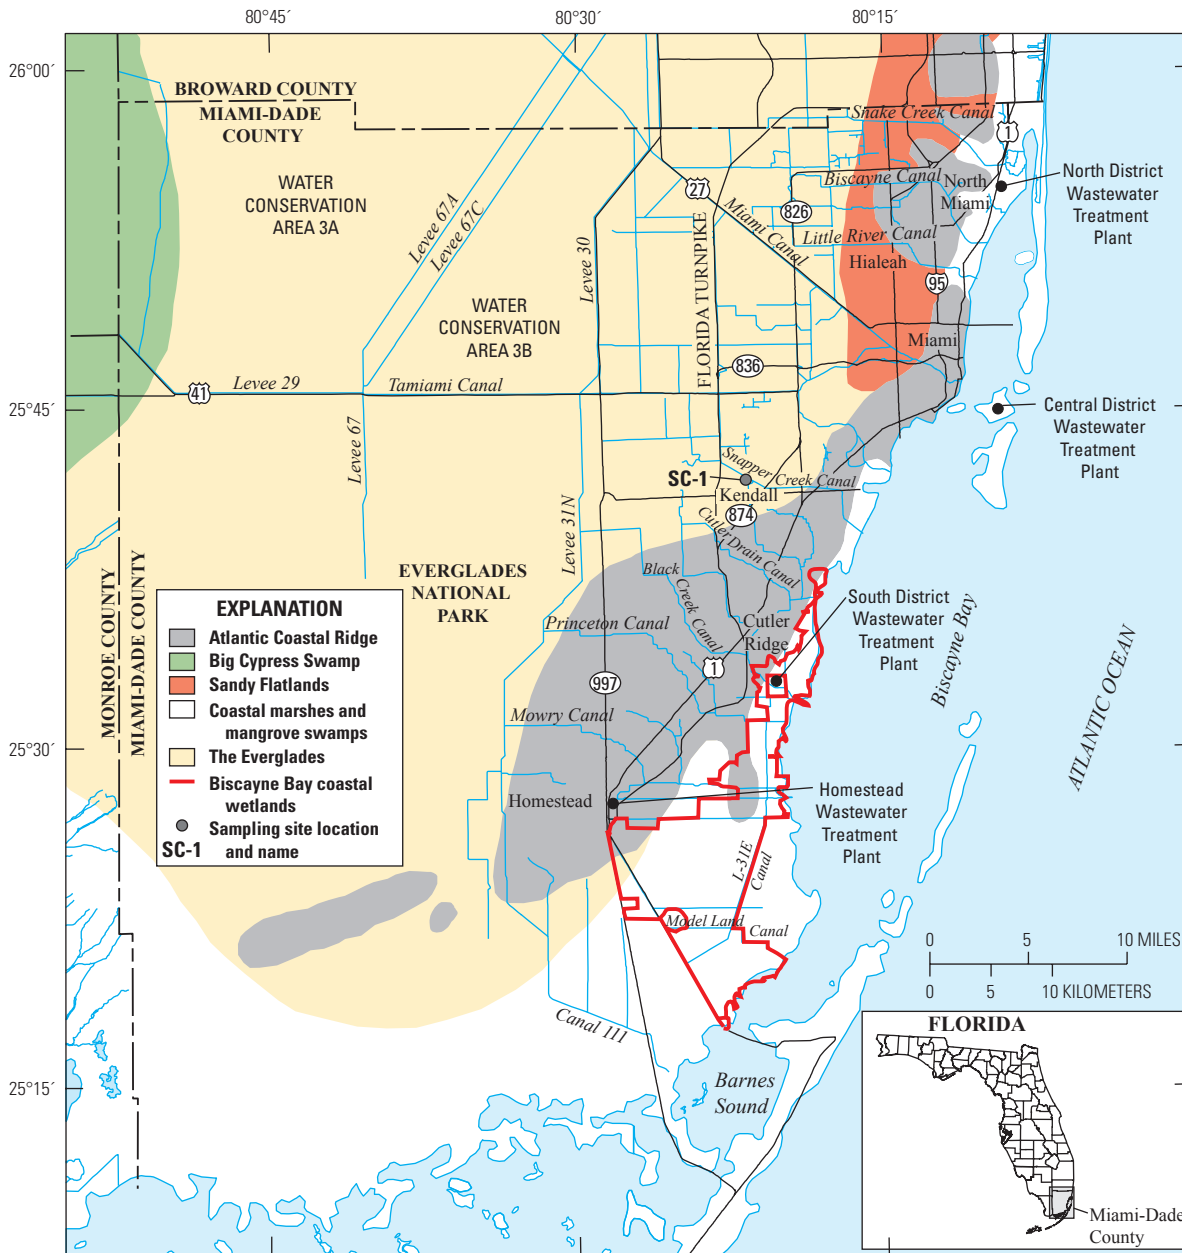 80°45´
80°30´
80°15´
26°00´
25°45´
25°30´
25°15´
BROWARD COUNTY
MIAMI-DADE
COUNTY
WATER
CONSERVATION
AREA 3A
Levee 67A
Levee 67C
Levee 30
WATER
CONSERVATION
AREA 3B
27
FLORIDA TURNPIKE
Miami Canal
826
Snake Creek Canal
1
Biscayne Canal
North
Miami
Little River Canal
Hialeah
95
Miami
North District
Wastewater
Treatment
Plant
836
41
Levee 29
Tamiami Canal
Levee 67
Central District
Wastewater
Treatment
Plant
SC-1
Snapper
Creek Canal
Kendall
874
Cutler
Drain Canal
Levee 31N
EVERGLADES
NATIONAL
PARK
Black
Creek Canal
Princeton Canal
Cutler
Ridge
South District
Wastewater
Treatment
Plant
Biscayne Bay
ATLANTIC OCEAN
MONROE COUNTY
MIAMI-DADE COUNTY
997
1
Mowry Canal
Homestead
Homestead
Wastewater
Treatment
Plant
L-31E
Canal
Model Land
Canal
Canal 111
Barnes
Sound
EXPLANATION
Atlantic Coastal Ridge
Big Cypress Swamp
Sandy Flatlands
Coastal marshes and
mangrove swamps
The Everglades
Biscayne Bay coastal
wetlands
Sampling site location
SC-1 and name
0 5 10 MILES
0 5 10 KILOMETERS
FLORIDA
Miami-Dade
County